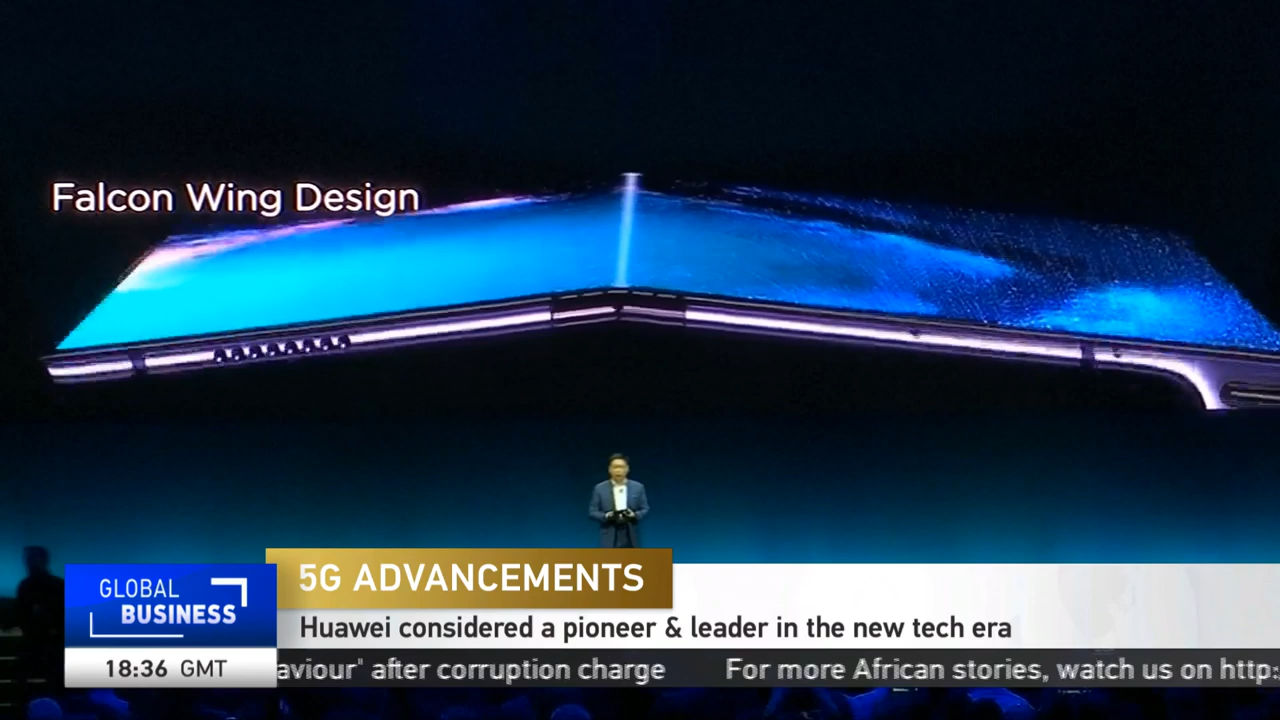 Falcon Wing Design
5G ADVANCEMENTS
GLOBAL
BUSINESS
Huawei considered a pioneer & leader in the new tech era
18:36 GMT
aviour' after corruption charge For more African stories, watch us on http: